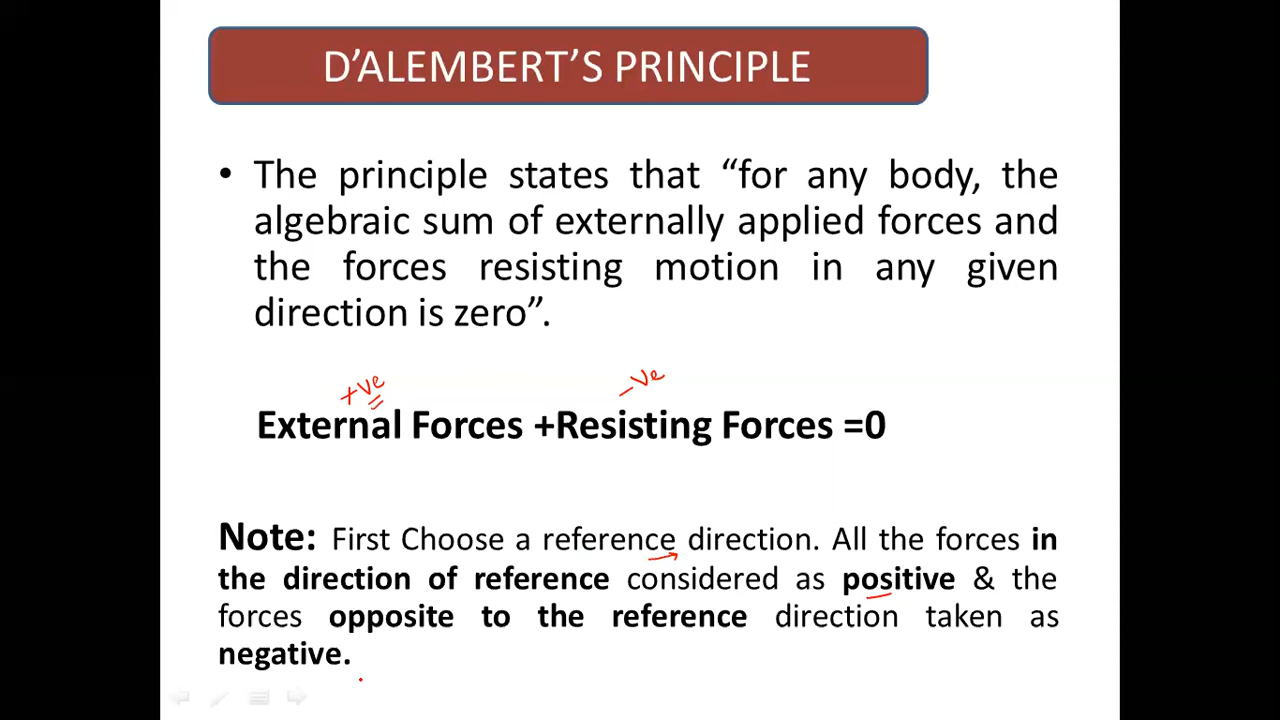 D’ALEMBERT’S PRINCIPLE
• The principle states that “for any body, the
algebraic sum of externally applied forces and
the forces resisting motion in any given
direction is zero”.
+ve
-ve
External Forces +Resisting Forces =0
Note: First Choose a reference direction. All the forces in
the direction of reference considered as positive & the
forces opposite to the reference direction taken as
negative.